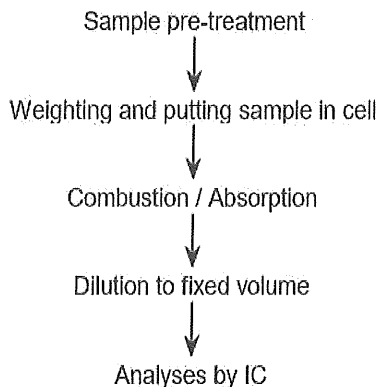 Sample pre-treatment
Weighting and putting sample in cell
Combustion / Absorption
Dilution to fixed volume
Analyses by IC